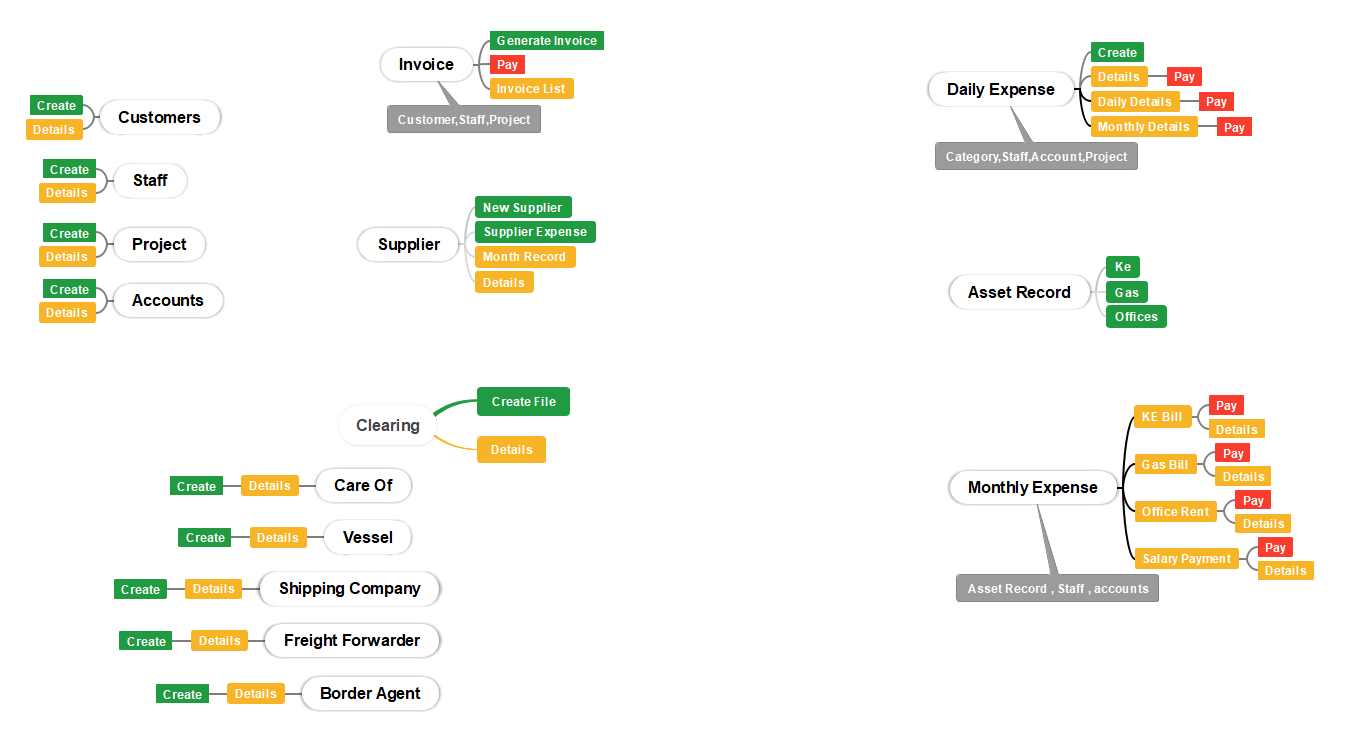 Generate Invoice
Invoice
Pay
Invoice List
Customer,Staff,Project
Create
Customers
Details
Create
Staff
Details
Create
Project
Details
Create
Accounts
Details
New Supplier
Supplier
Supplier Expense
Month Record
Details
Create File
Clearing
Details
Create
Details
Care Of
Create
Details
Vessel
Create
Details
Shipping Company
Create
Details
Freight Forwarder
Create
Details
Border Agent
Create
Daily Expense
Details
Pay
Daily Details
Pay
Monthly Details
Pay
Category,Staff,Account,Project
Ke
Asset Record
Gas
Offices
Monthly Expense
KE Bill
Pay
Details
Gas Bill
Pay
Details
Office Rent
Pay
Details
Salary Payment
Pay
Details
Asset Record , Staff , accounts